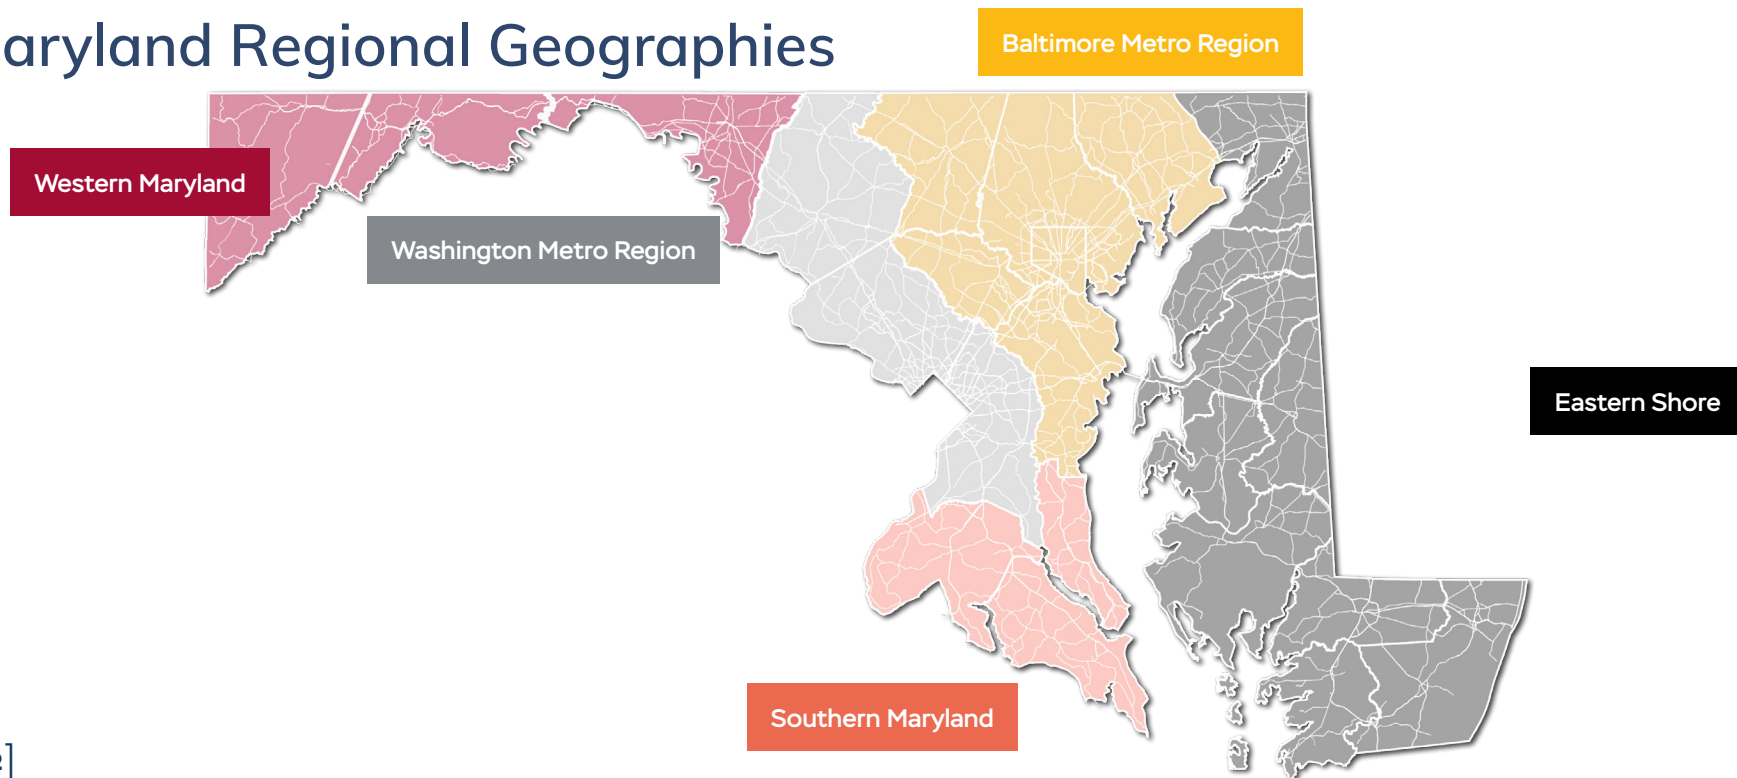 aryland Regional Geographies
Baltimore Metro Region
Western Maryland
Washington Metro Region
Eastern Shore
Southern Maryland
]